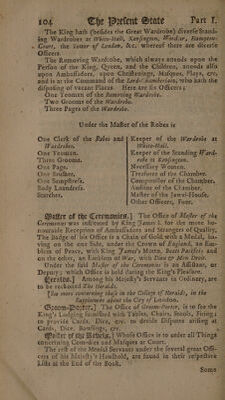 104 The Present State Part I.
The King hath (besides the Great Wardrobe) diverse Stand-
ing Wardrobes at White-Hall, Kensington, Windsor, Hampton-
Court, the Tower of London, &c. whereof there are diverse
Officers.
The Removing Wardrobe, which always attends upon the
Person of the King, Queen, and the Children, attends also
upon Ambassadors, upon Christenings, Masques, Plays, &c.
and is at the Command of the Lord-Chamberlain, who hath the
disposing of vacant Places. Here are six Officers;
One Yeoman of the Removing Wardrobe.
Two Grooms of the Wardrobe.
Three Pages of the Wardrobe.
Under the Master of the Robes is
One Clerk of the Robes and
Wardrobes.
One Yeoman.
Three Grooms.
One Page.
One Brusher.
One Sempstress.
Body Laundress.
Starcher.
Keeper of the Wardrobe at
White-Hall.
Keeper of the Standing Ward-
robe at Kensington.
Necessary Women.
Treasurer of the Chamber.
Comptroller of the Chamber.
Auditor of the Chamber.
Master of the Jewel-House.
Other Officers, Four.
Master of the Ceremonies.] The Office of Master of the
Ceremonies was instituted by King James I. for the more ho-
nourable Reception of Ambassadors and Strangers of Quality.
The Badge of his Office is a Chain of Gold with a Medal, ha-
ving on the one Side, under the Crown of England, an Em-
blem of Peace, with King James's Motto, Beati Pacifici and
on the other, an Emblem of War, with Dieu & Mon Droit.
Under the said Master of the Ceremonies is an Assistant, or
Deputy; which Office is held during the King's Pleasure.
Heralds.] Among his Majesty's Servants in Ordinary, are
to be reckoned The Heralds.
[See more concerning these in the College of Heralds, in the
Supplement about the City of London.
Groom-Porter.] The Office of Groom-Porter, is to see the
King's Lodging furnished with Tables, Chairs, Stools, Firing;
to provide Cards, Dice, &c. to decide Disputes arising at
Cards, Dice, Bowlings, &c.
Master of the Revels.] Whose Office is to order all Things
concerning Comedies and Masques at Court.
The rest of the Menial Servants under the several great Offi-
cers of his Majesty's Houshold, are found in their respective
Lists at the End of the Book.
Some